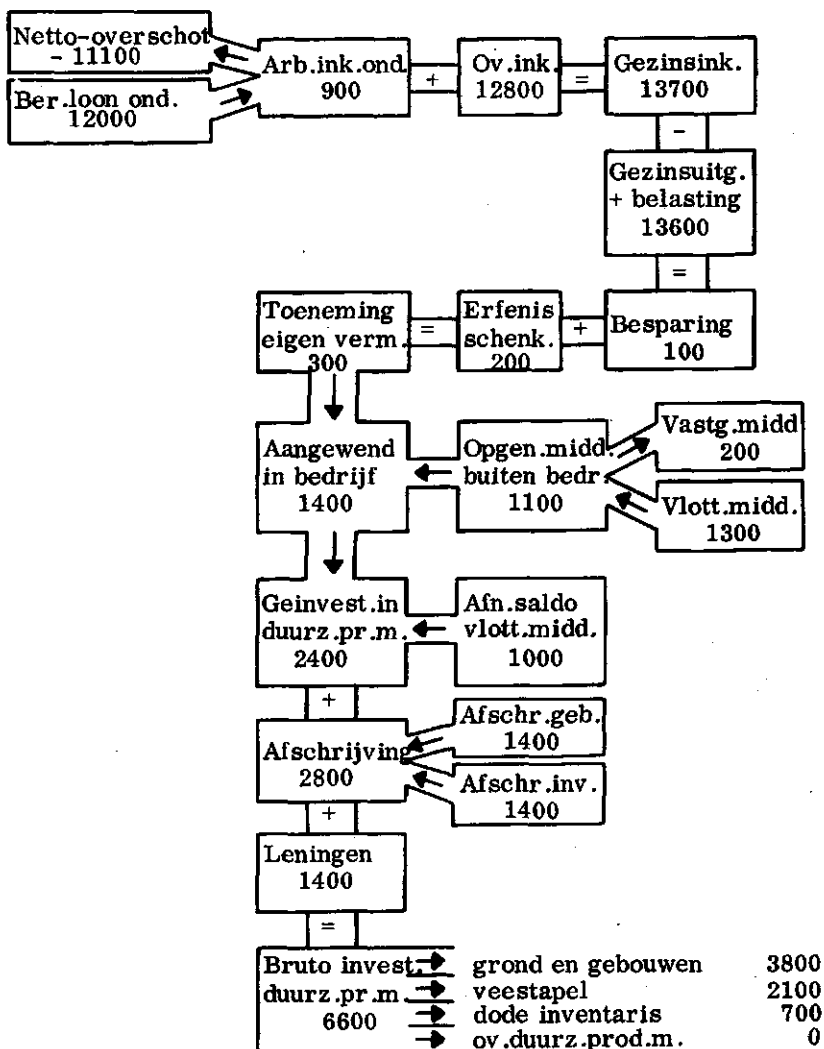 Netto-overschot
- 11100
Ber.loon ond.
12000
Arb.ink.ond.
900
+
Ov.ink.
12800
=
Gezinsink.
13700
-
Gezinsuitg.
+ belasting
13600
=
Besparing
100
+
Erfenis
schenk.
200
=
Toeneming
eigen verm.
300
Aangewend
in bedrijf
1400
Opgen.midd.
buiten bedr.
1100
Vastg.midd
200
Vlott.midd.
1300
Geinvest.in
duurz.pr.m.
2400
Afn.saldo
vlott.midd.
1000
+
Afschrijving
2800
Afschr.geb.
1400
Afschr.inv.
1400
+
Leningen
1400
=
Bruto invest.
duurz.pr.m.
6600
grond en gebouwen 3800
veestapel 2100
dode inventaris 700
ov.duurz.prod.m. 0